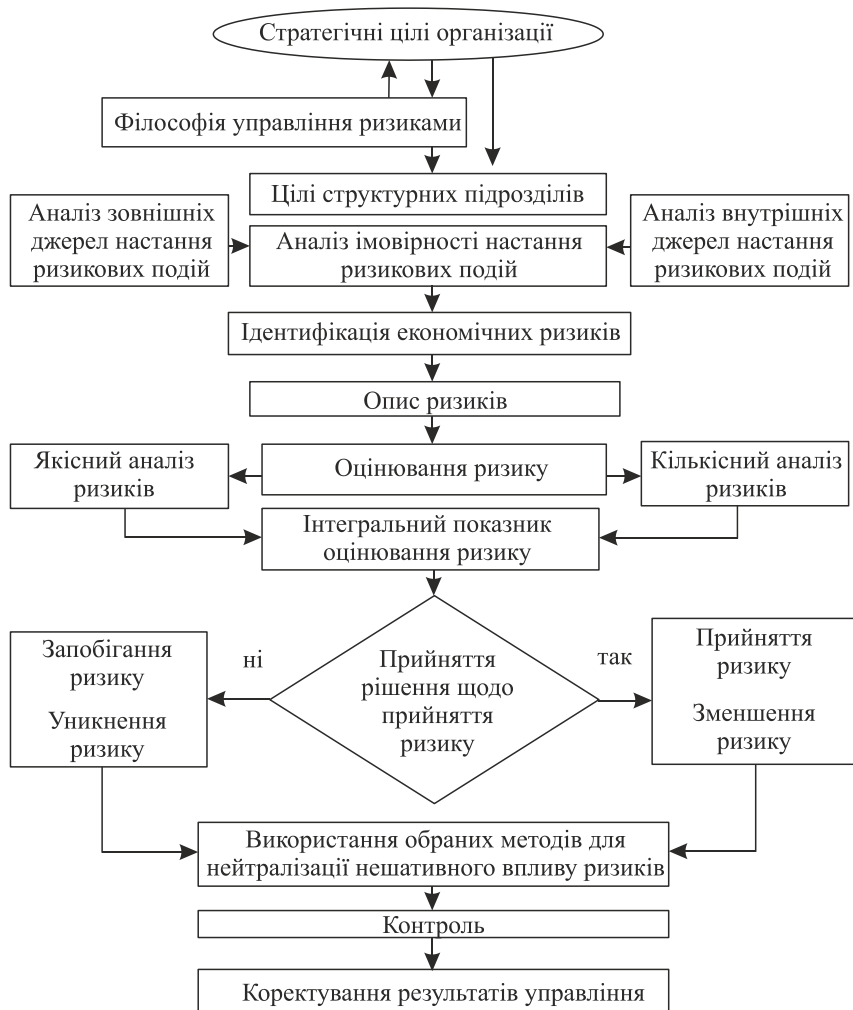 Стратегічні цілі організації
Філософія управління ризиками
Цілі структурних підрозділів
Аналіз зовнішніх
джерел настання
ризикових подій
Аналіз імовірності настання
ризикових подій
Аналіз внутрішніх
джерел настання
ризикових подій
Ідентифікація економічних ризиків
Опис ризиків
Якісний аналіз
ризиків
Оцінювання ризику
Кількісний аналіз
ризиків
Інтегральний показник
оцінювання ризику
Запобігання
ризику
Уникнення
ризику
ні
Прийняття
рішення щодо
прийняття
ризику
так
Прийняття
ризику
Зменшення
ризику
Використання обраних методів для
нейтралізації нешативного впливу ризиків
Контроль
Коректування результатів управління